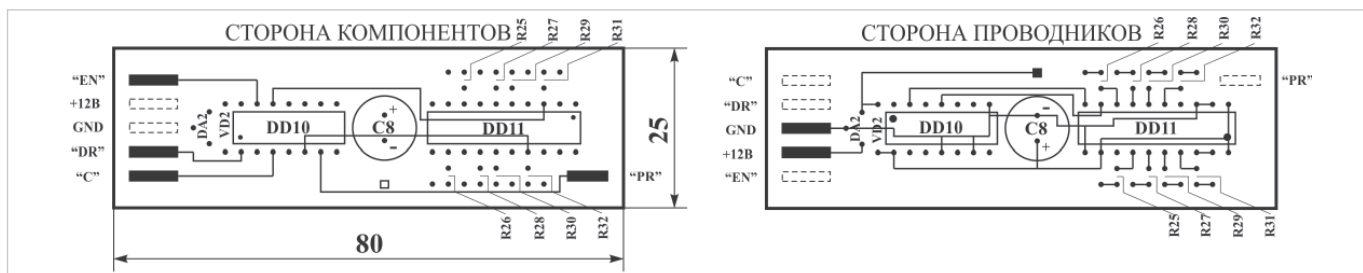 СТОРОНА КОМПОНЕНТОВ
R25
R27
R29
R31
“EN”
+12В
GND
“DR”
“C”
DA2
VD2
DD10
+
C8
-
DD11
“PR”
R26
R28
R30
R32
80
25
СТОРОНА ПРОВОДНИКОВ
R26
R28
R30
R32
“C”
“DR”
GND
+12В
“EN”
DA2
VD2
DD10
-
C8
+
DD11
“PR”
R25
R27
R29
R31